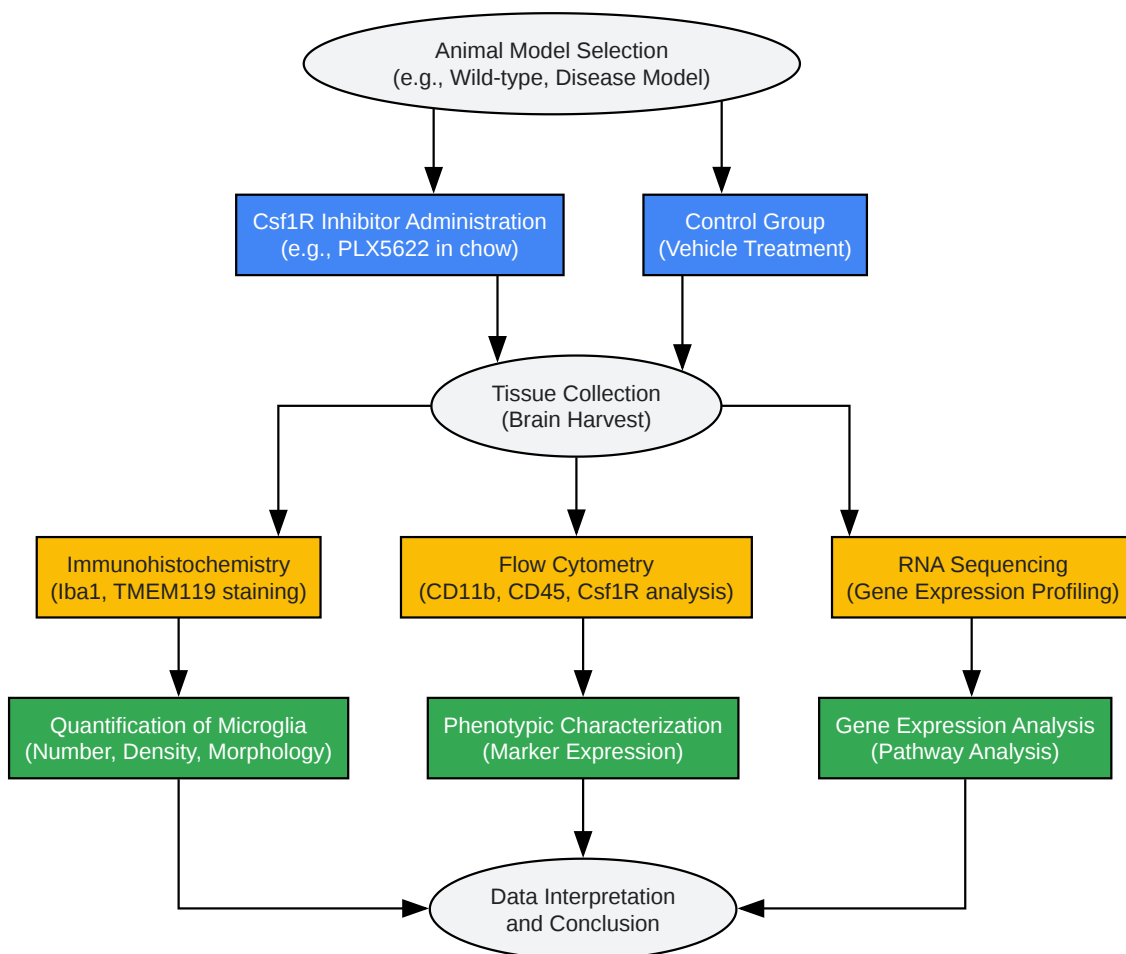 Animal Model Selection
(e.g., Wild-type, Disease Model)
Csf1R Inhibitor Administration
(e.g., PLX5622 in chow)
Control Group
(Vehicle Treatment)
Tissue Collection
(Brain Harvest)
Immunohistochemistry
(Iba1, TMEM119 staining)
Flow Cytometry
(CD11b, CD45, Csf1R analysis)
RNA Sequencing
(Gene Expression Profiling)
Quantification of Microglia
(Number, Density, Morphology)
Phenotypic Characterization
(Marker Expression)
Gene Expression Analysis
(Pathway Analysis)
Data Interpretation
and Conclusion